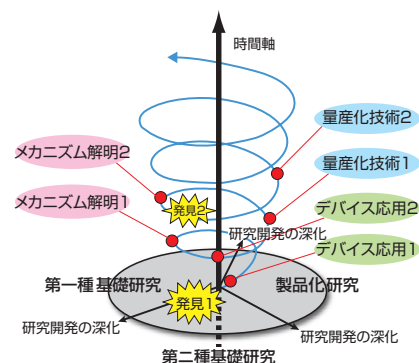 時間軸
量産化技術2
メカニズム解明2
量産化技術1
メカニズム解明1
発見2
デバイス応用2
研究開発の深化
デバイス応用1
第一種基礎研究
製品化研究
発見1
研究開発の深化
研究開発の深化
第二種基礎研究